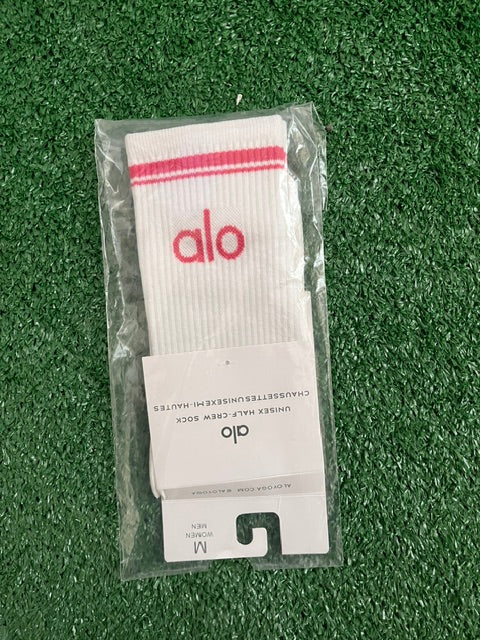 alo
M
WOMEN
MEN
ALOYOGA.COM @ALOYOGA
alo
UNISEX HALF-CREW SOCK
CHAUSSETTES UNISEXE MI-HAUTES